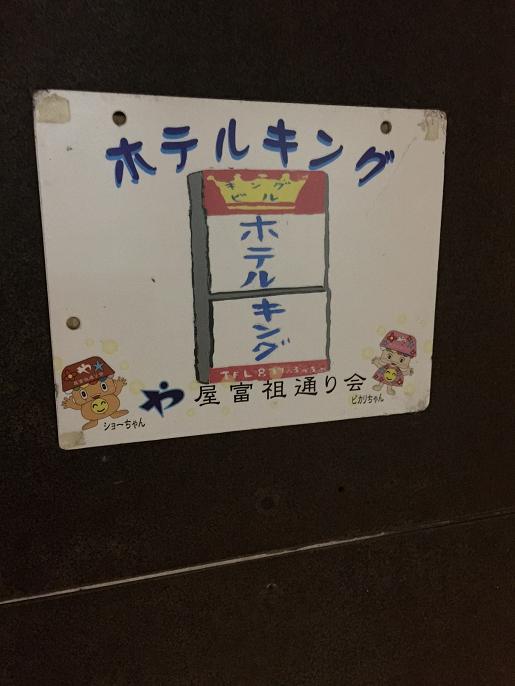 ホテルキング
キング
ビル
ホテル
キング
や 屋富祖通り会
ショーちゃん
ピカリちゃん